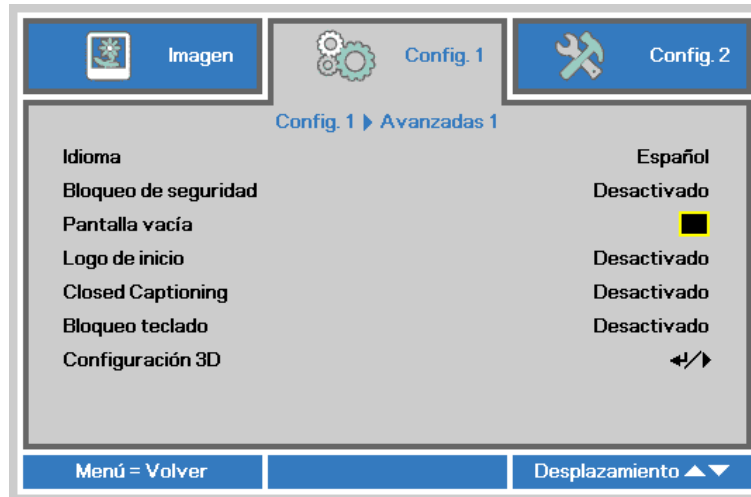 Imagen
Config. 1
Config. 2
Config. 1 ▶ Avanzadas 1
Idioma Español
Bloqueo de seguridad Desactivado
Pantalla vacía
Logo de inicio Desactivado
Closed Captioning Desactivado
Bloqueo teclado Desactivado
Configuración 3D ↵/▶
Menú = Volver
Desplazamiento ▲▼